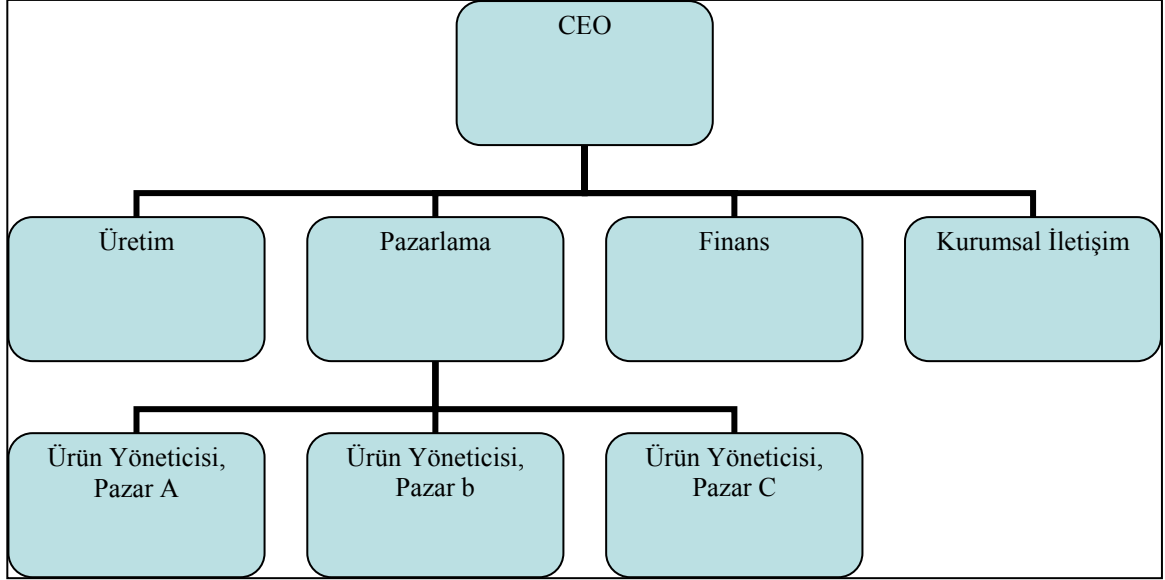 CEO
Üretim
Pazarlama
Finans
Kurumsal İletişim
Ürün Yöneticisi,
Pazar A
Ürün Yöneticisi,
Pazar b
Ürün Yöneticisi,
Pazar C